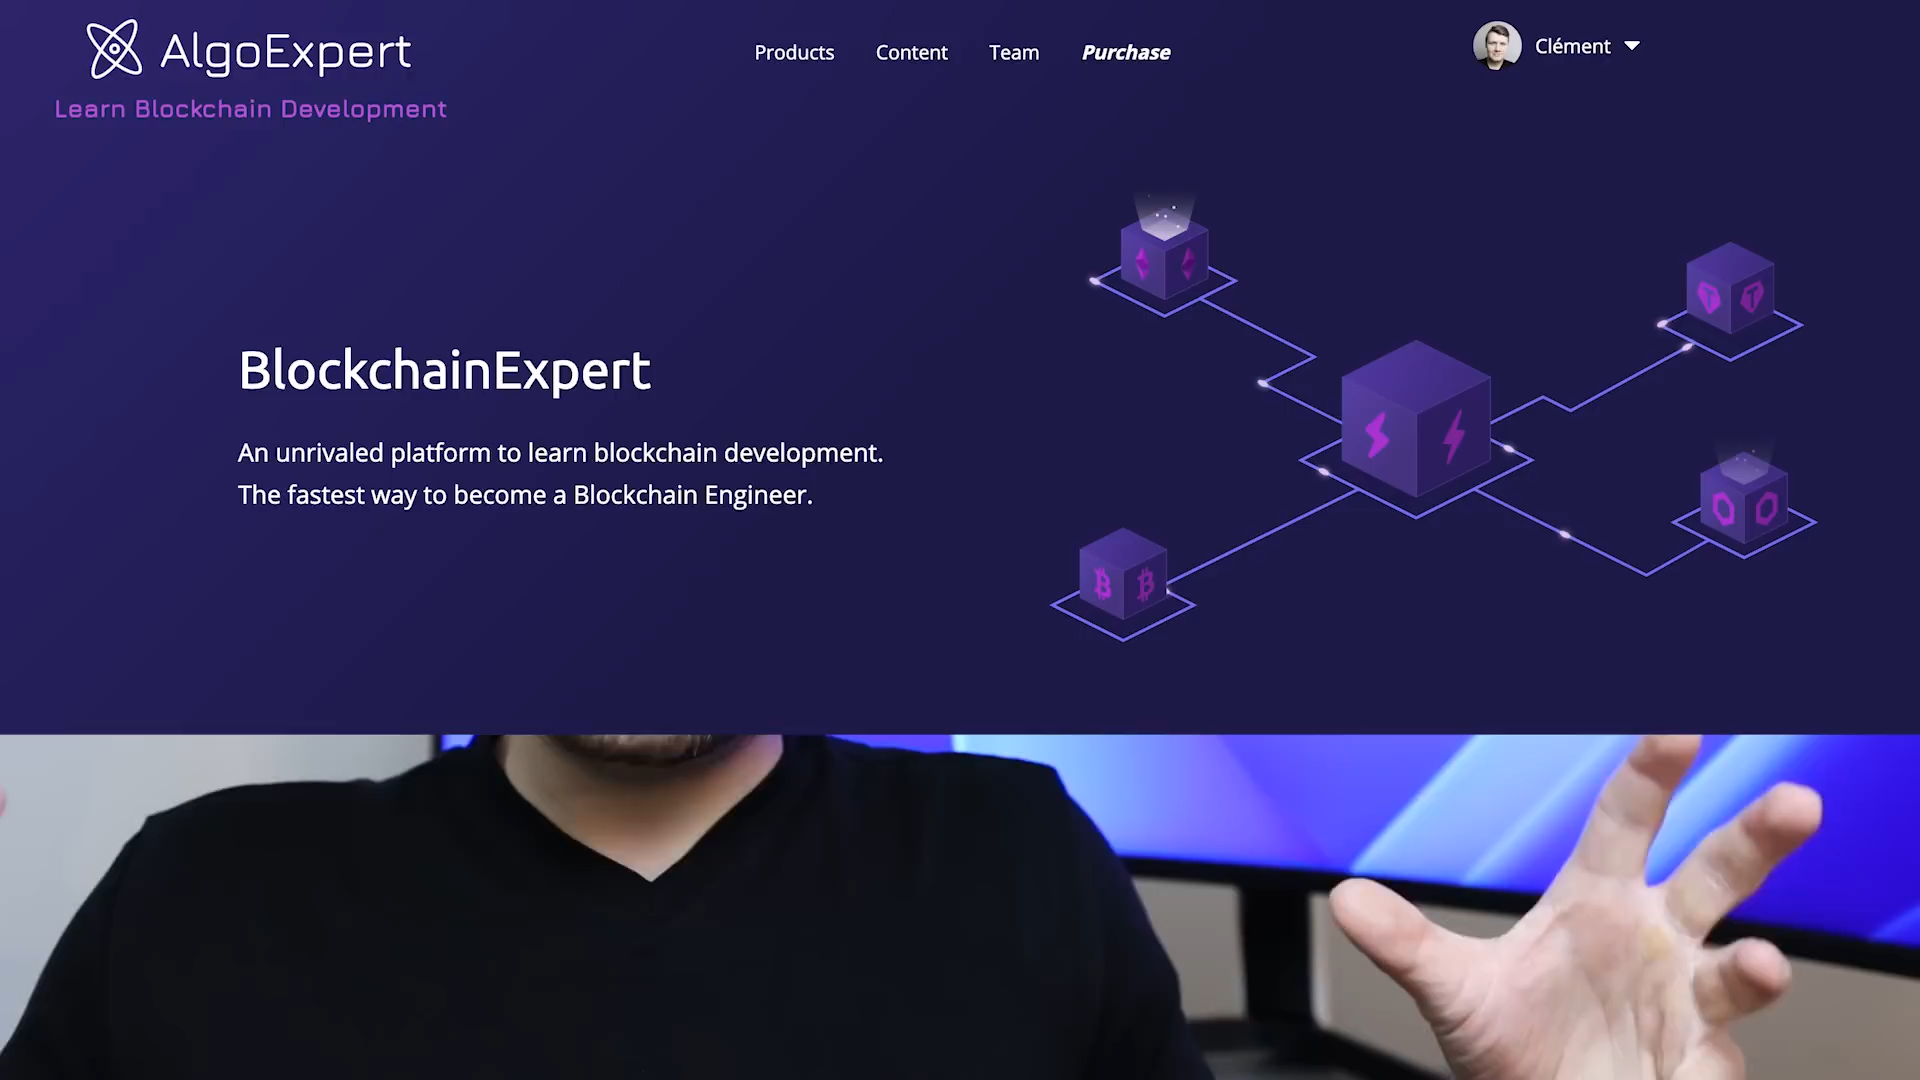 AlgoExpert
Learn Blockchain Development
Products
Content
Team
Purchase
Clément
BlockchainExpert
An unrivaled platform to learn blockchain development.
The fastest way to become a Blockchain Engineer.